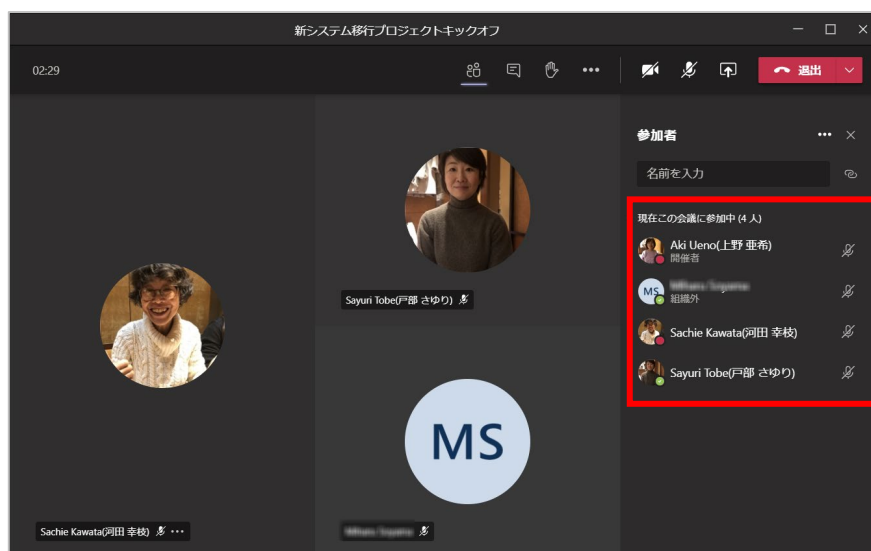 新システム移行プロジェクトキックオフ
02:29
退出
参加者
名前を入力
現在この会議に参加中 (4 人)
Aki Ueno(上野 亜希)
開催者
MS
組織外
Sachie Kawata(河田 幸枝)
Sayuri Tobe(戸部 さゆり)
Sayuri Tobe(戸部 さゆり)
MS
Sachie Kawata(河田 幸枝)